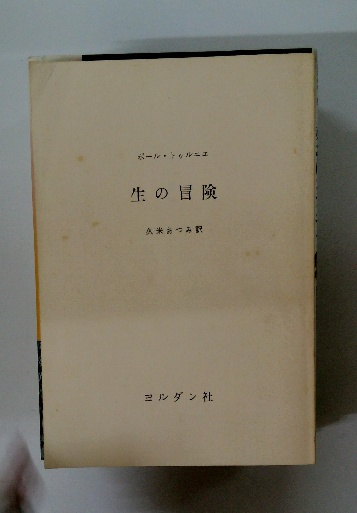 ポール・トゥルニエ
生の冒険
久米あつみ訳
ヨルダン社